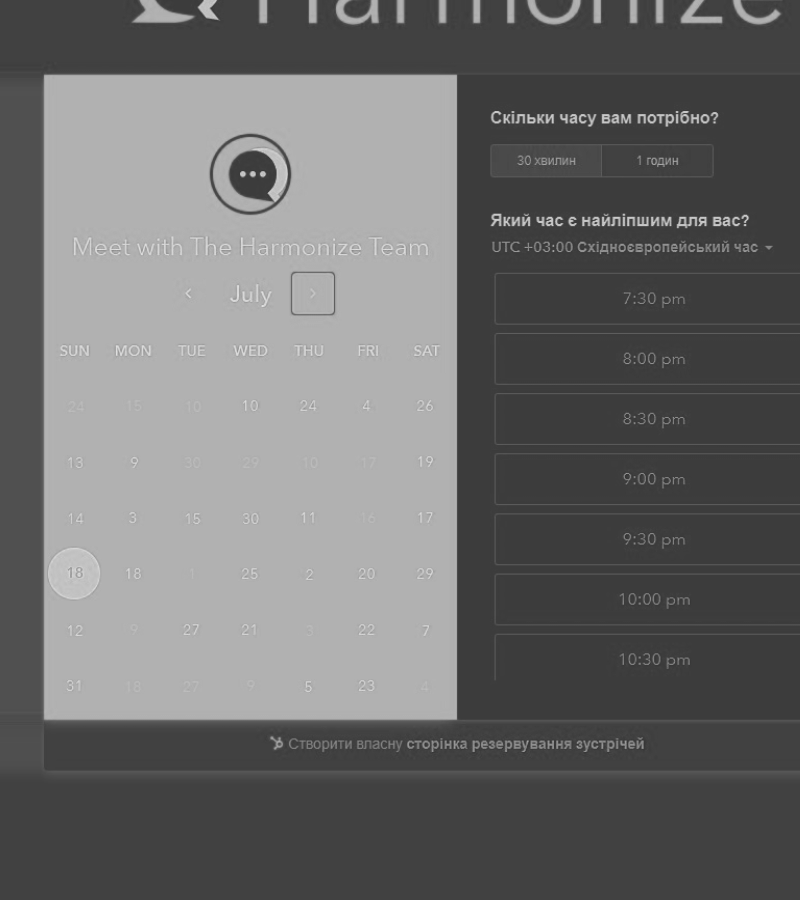 Harmonize
Meet with The Harmonize Team
July
SUN MON TUE WED THU FRI SAT
24 15 10 10 24 4 26
13 9 30 29 10 17 19
14 3 15 30 11 16 17
18 18 1 25 2 20 29
12 9 27 21 3 22 7
31 18 27 9 5 23 4
Скільки часу вам потрібно?
30 хвилин 1 годин
Який час є найліпшим для вас?
UTC +03:00 Східноєвропейський час
7:30 pm
8:00 pm
8:30 pm
9:00 pm
9:30 pm
10:00 pm
10:30 pm
Створити власну сторінка резервування зустрічей